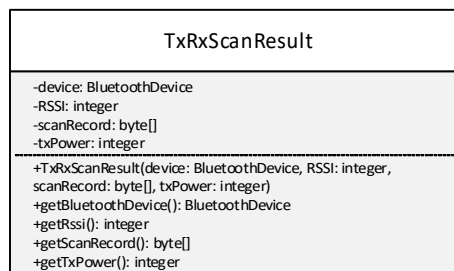 TxRxScanResult
-device: BluetoothDevice
-RSSI: integer
-scanRecord: byte[]
-txPower: integer
+TxRxScanResult(device: BluetoothDevice, RSSI: integer,
scanRecord: byte[], txPower: integer)
+getBluetoothDevice(): BluetoothDevice
+getRssi(): integer
+getScanRecord(): byte[]
+getTxPower(): integer